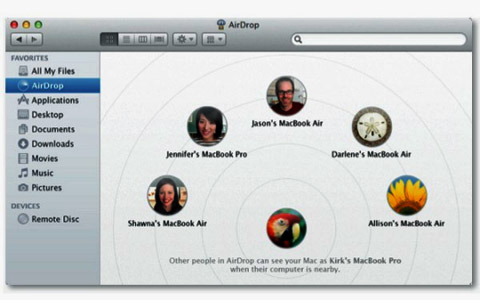 AirDrop
FAVORITES
All My Files
AirDrop
Applications
Desktop
Documents
Downloads
Movies
Music
Pictures
DEVICES
Remote Disc
Jason's MacBook Air
Jennifer's MacBook Pro
Darlene's MacBook Air
Shawna's MacBook Air
Allison's MacBook Air
Other people in AirDrop can see your Mac as Kirk's MacBook Pro
when their computer is nearby.